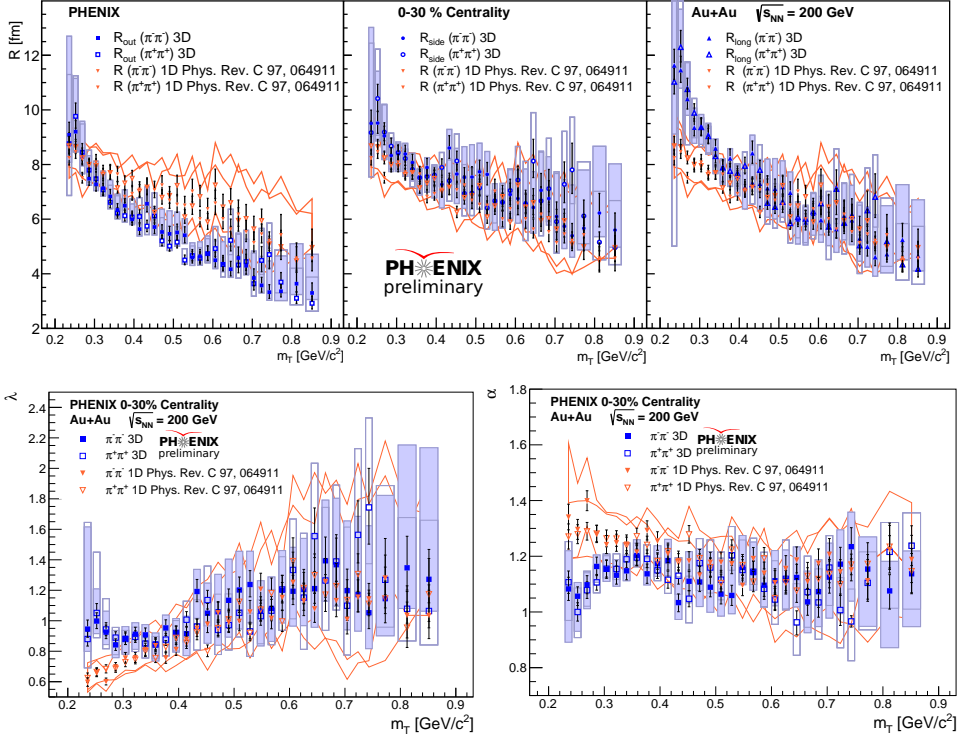 PHENIX
R [fm]
R_out (π⁻π⁻) 3D
R_out (π⁺π⁺) 3D
R (π⁻π⁻) 1D Phys. Rev. C 97, 064911
R (π⁺π⁺) 1D Phys. Rev. C 97, 064911
12
10
8
6
4
2
0.2 0.3 0.4 0.5 0.6 0.7 0.8 0.9
m_T [GeV/c²]
0-30 % Centrality
R_side (π⁻π⁻) 3D
R_side (π⁺π⁺) 3D
R (π⁻π⁻) 1D Phys. Rev. C 97, 064911
R (π⁺π⁺) 1D Phys. Rev. C 97, 064911
PHENIX
preliminary
0.2 0.3 0.4 0.5 0.6 0.7 0.8 0.9
m_T [GeV/c²]
Au+Au √s_NN = 200 GeV
R_long (π⁻π⁻) 3D
R_long (π⁺π⁺) 3D
R (π⁻π⁻) 1D Phys. Rev. C 97, 064911
R (π⁺π⁺) 1D Phys. Rev. C 97, 064911
0.2 0.3 0.4 0.5 0.6 0.7 0.8 0.9
m_T [GeV/c²]
λ
PHENIX 0-30% Centrality
Au+Au √s_NN = 200 GeV
π⁻π⁻ 3D
π⁺π⁺ 3D
PHENIX
preliminary
π⁻π⁻ 1D Phys. Rev. C 97, 064911
π⁺π⁺ 1D Phys. Rev. C 97, 064911
2.4
2.2
2
1.8
1.6
1.4
1.2
1
0.8
0.6
0.2 0.3 0.4 0.5 0.6 0.7 0.8 0.9
m_T [GeV/c²]
α
PHENIX 0-30% Centrality
Au+Au √s_NN = 200 GeV
π⁻π⁻ 3D
π⁺π⁺ 3D
PHENIX
preliminary
π⁻π⁻ 1D Phys. Rev. C 97, 064911
π⁺π⁺ 1D Phys. Rev. C 97, 064911
1.8
1.6
1.4
1.2
1
0.8
0.2 0.3 0.4 0.5 0.6 0.7 0.8 0.9
m_T [GeV/c²]